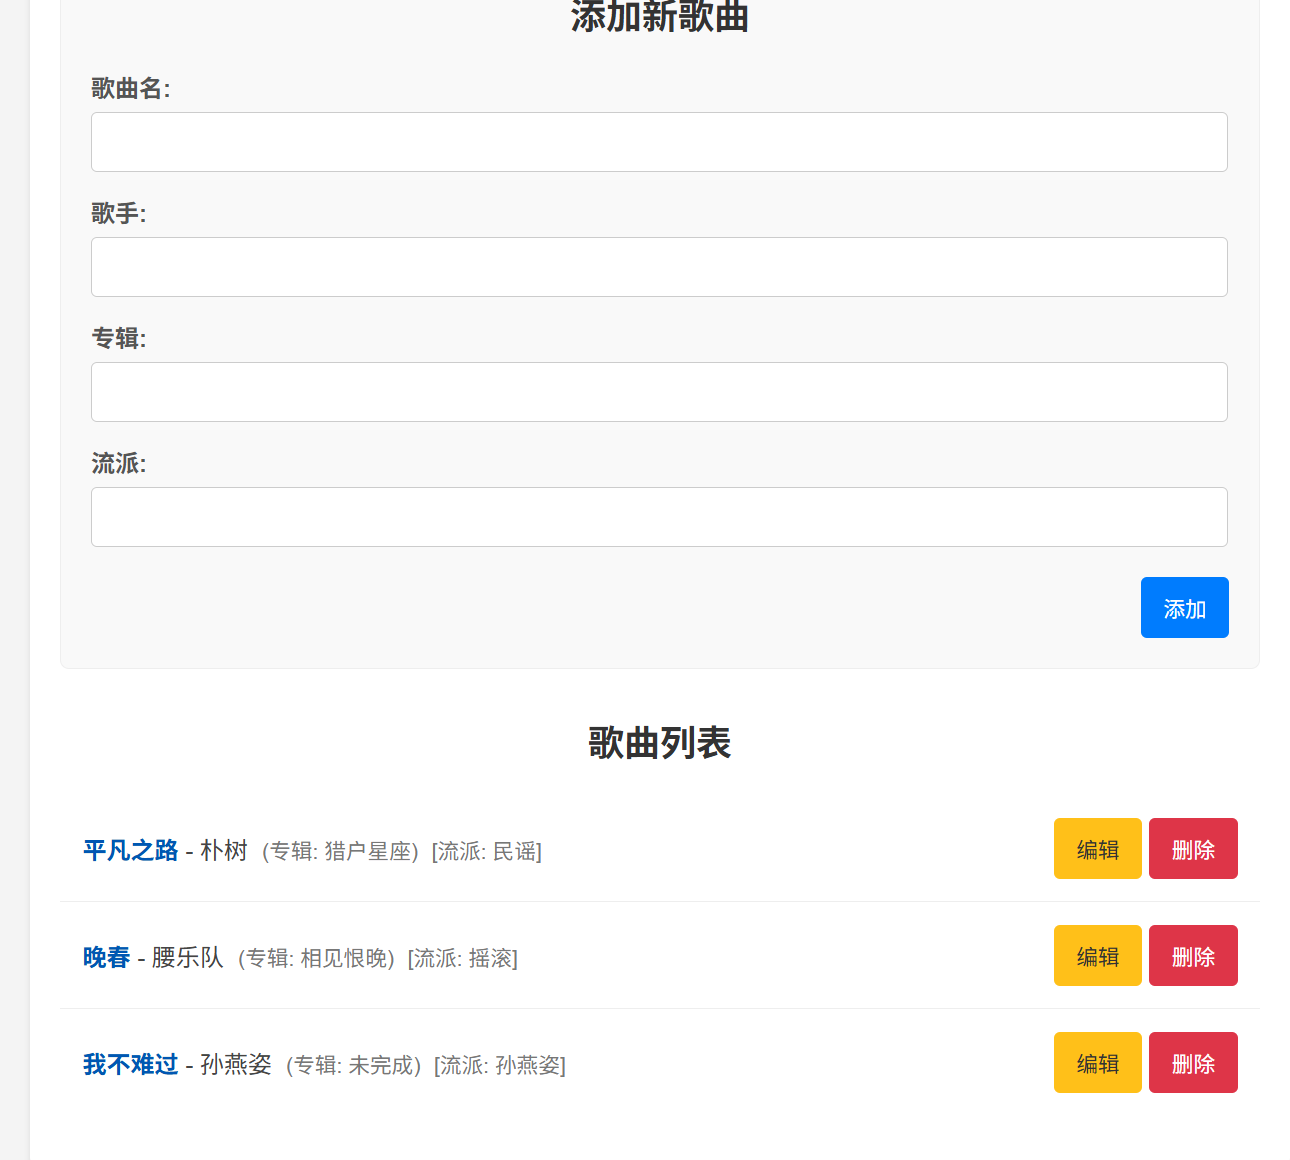 添加新歌曲
歌曲名:
歌手:
专辑:
流派:
添加
歌曲列表
平凡之路 - 朴树 (专辑: 猎户星座) [流派: 民谣] 编辑 删除
晚春 - 腰乐队 (专辑: 相见恨晚) [流派: 摇滚] 编辑 删除
我不难过 - 孙燕姿 (专辑: 未完成) [流派: 孙燕姿] 编辑 删除